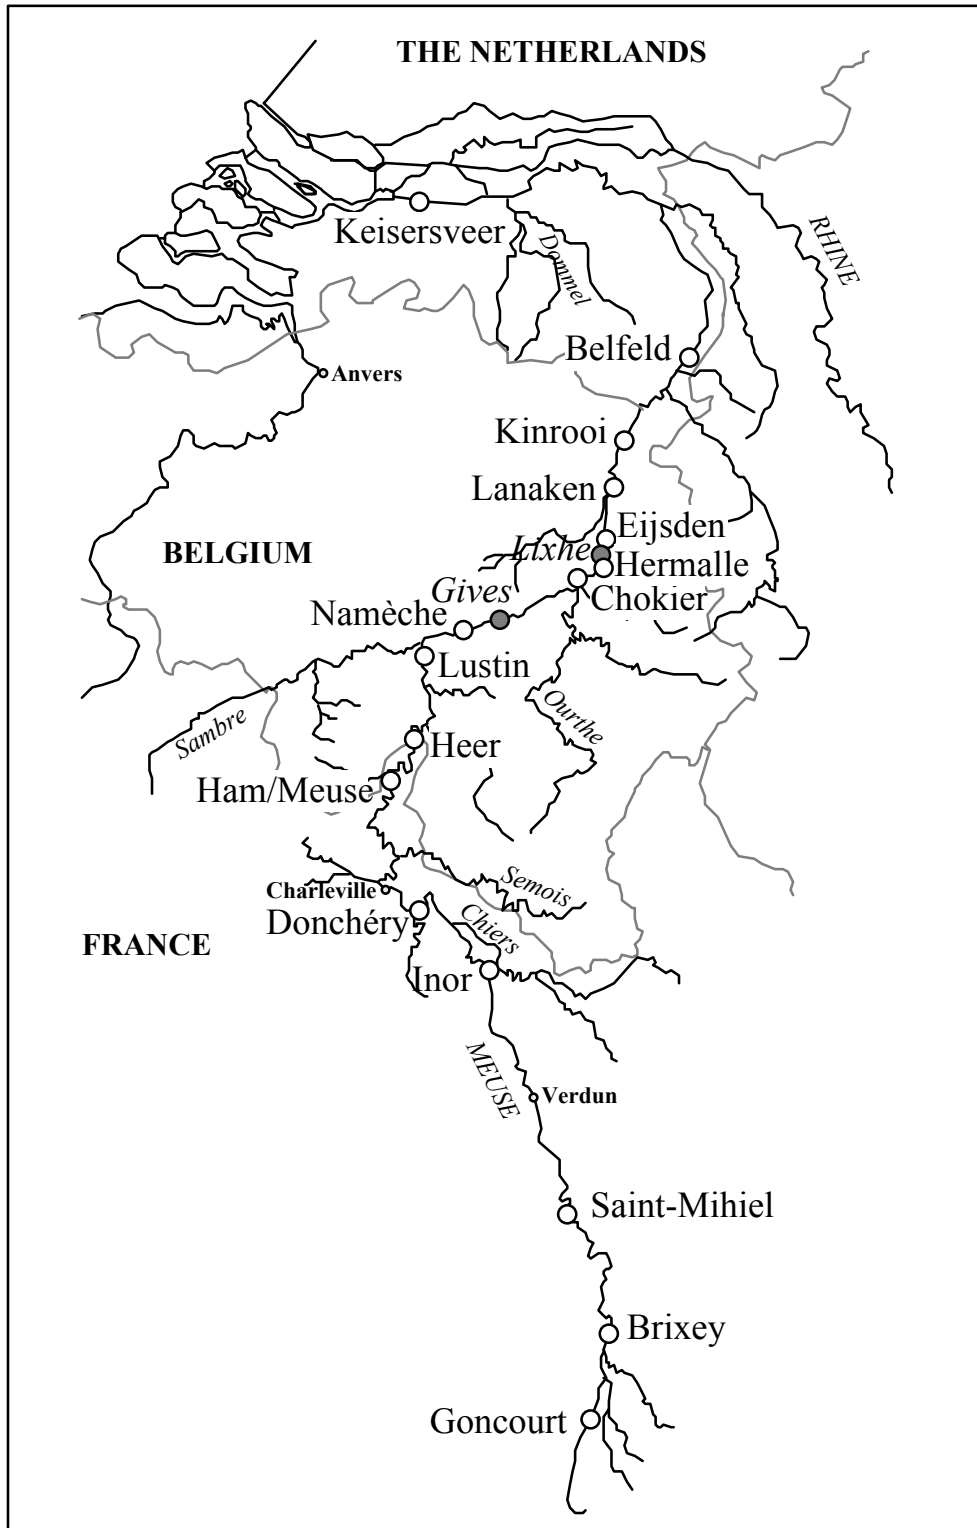 THE NETHERLANDS
RHINE
Keisersveer
Dommel
Belfeld
Anvers
Kinrooi
Lanaken
Eijsden
Lixhe
BELGIUM
Hermalle
Gives
Chokier
Namèche
Lustin
Ourthe
Sambre
Heer
Ham/Meuse
Semois
Charleville
Chiers
Donchéry
FRANCE
Inor
MEUSE
Verdun
Saint-Mihiel
Brixey
Goncourt